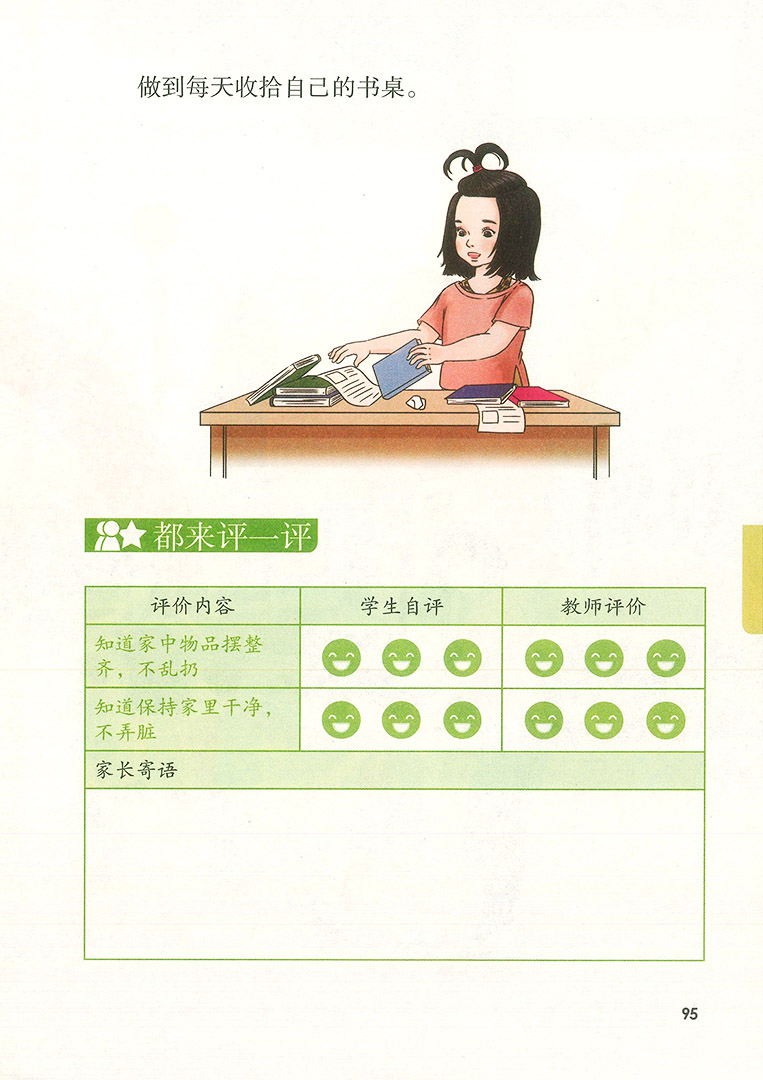 做到每天收拾自己的书桌。
都来评一评
评价内容 学生自评 教师评价
知道家中物品摆整
齐，不乱扔
知道保持家里干净，
不弄脏
家长寄语
95